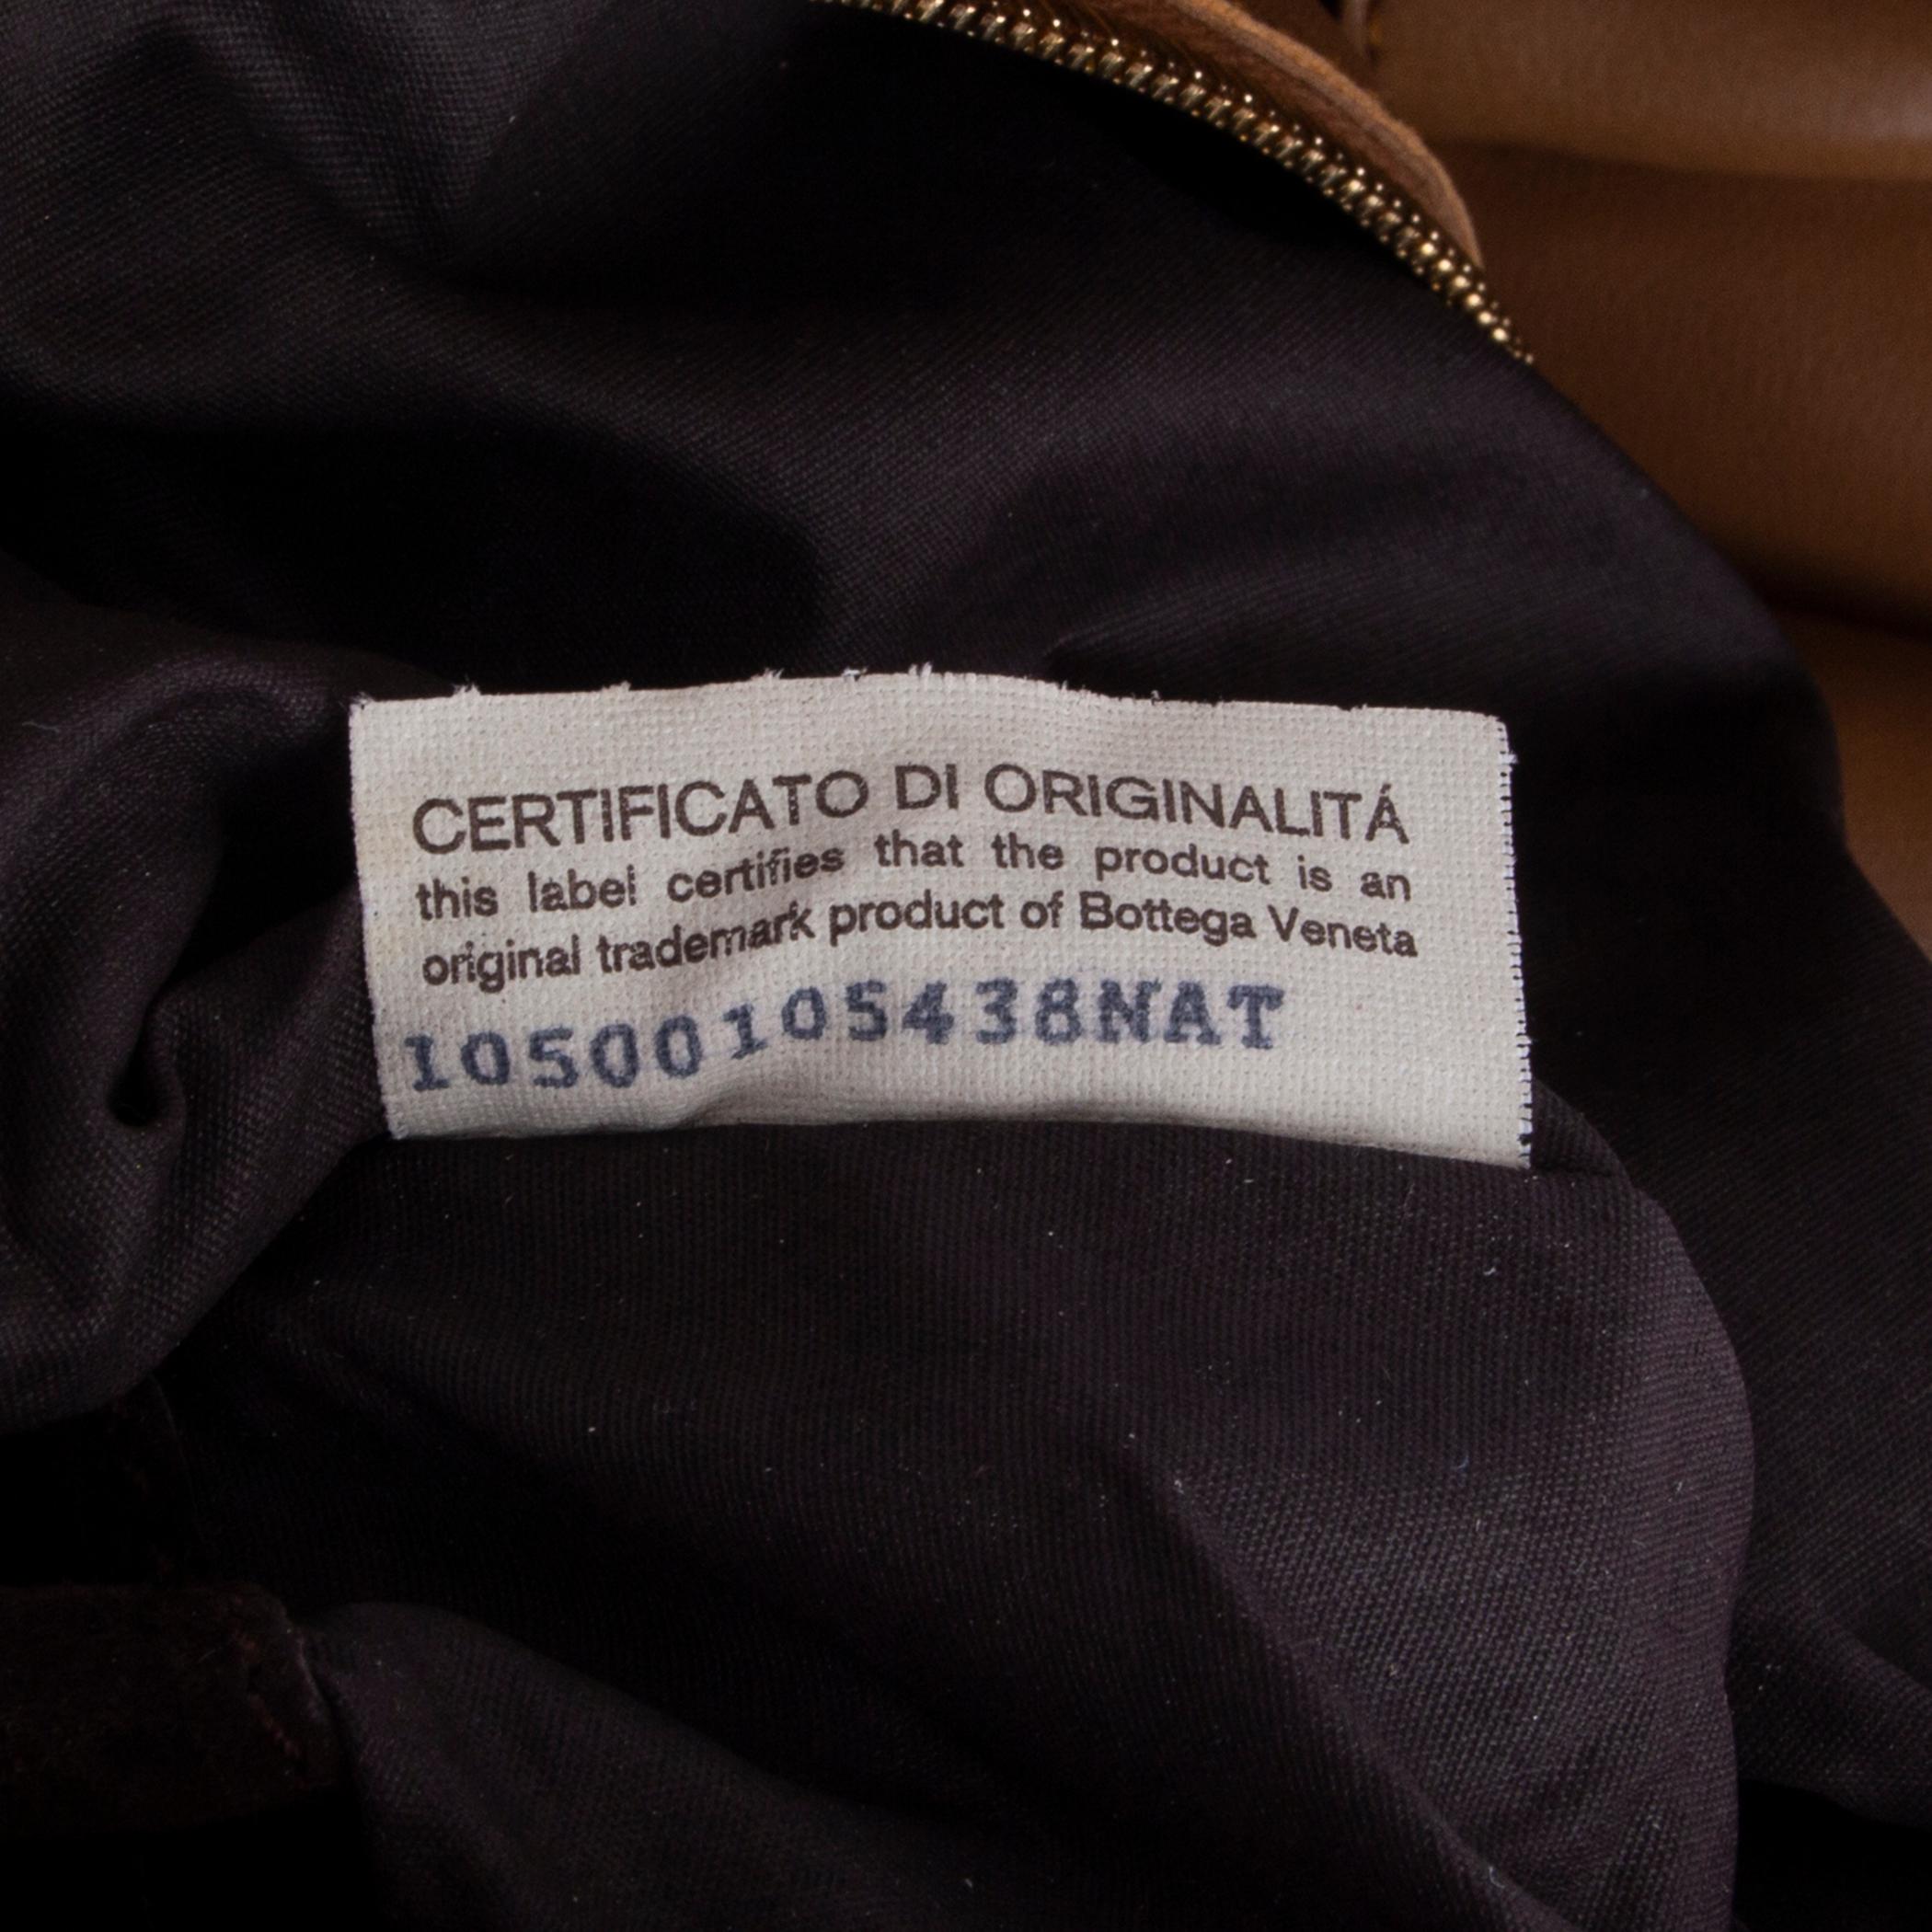 CERTIFICATO DI ORIGINALITÁ
this label certifies that the product is an
original trademark product of Bottega Veneta
10500105438NAT